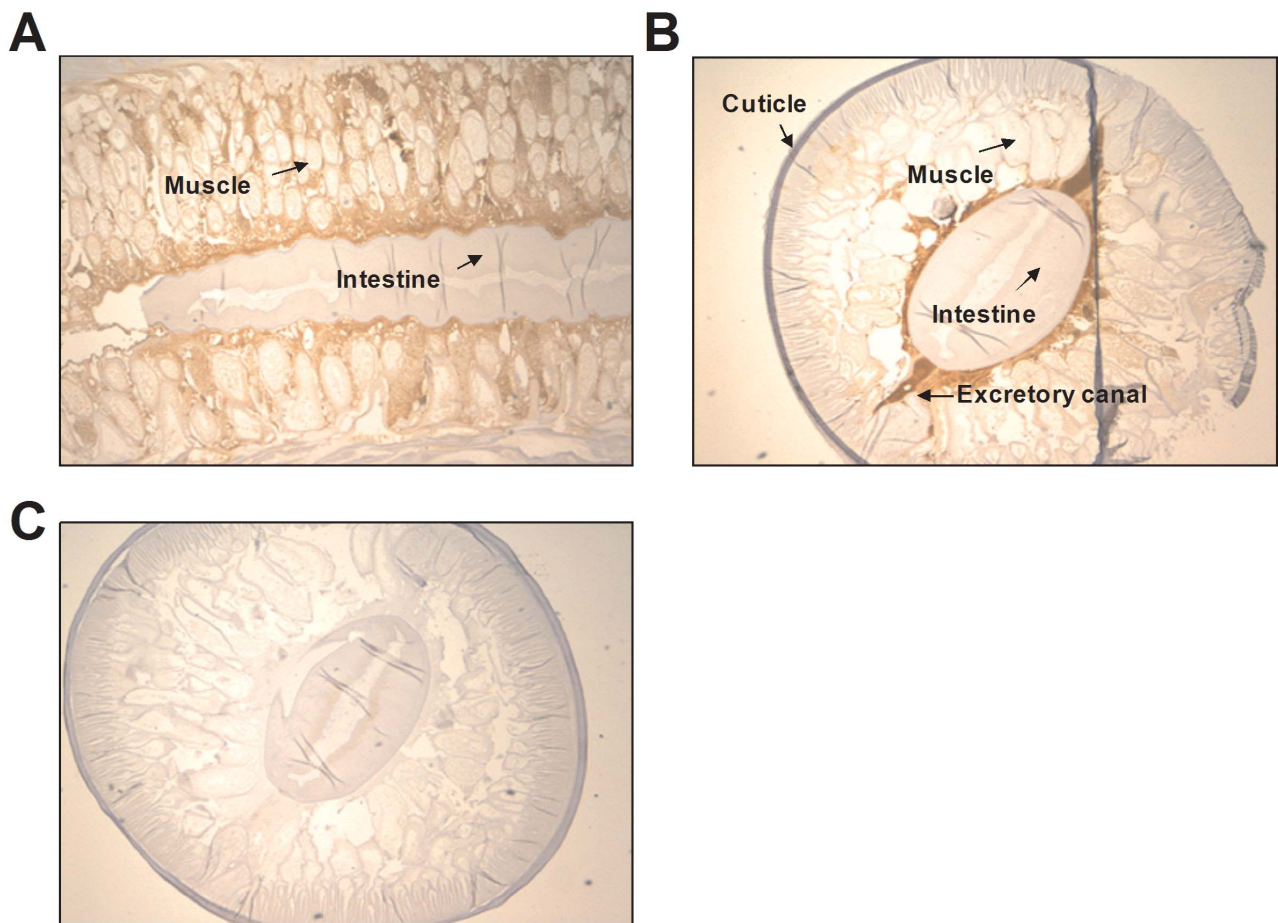 A
B
Cuticle
Muscle
Muscle
Intestine
Intestine
Excretory canal
C